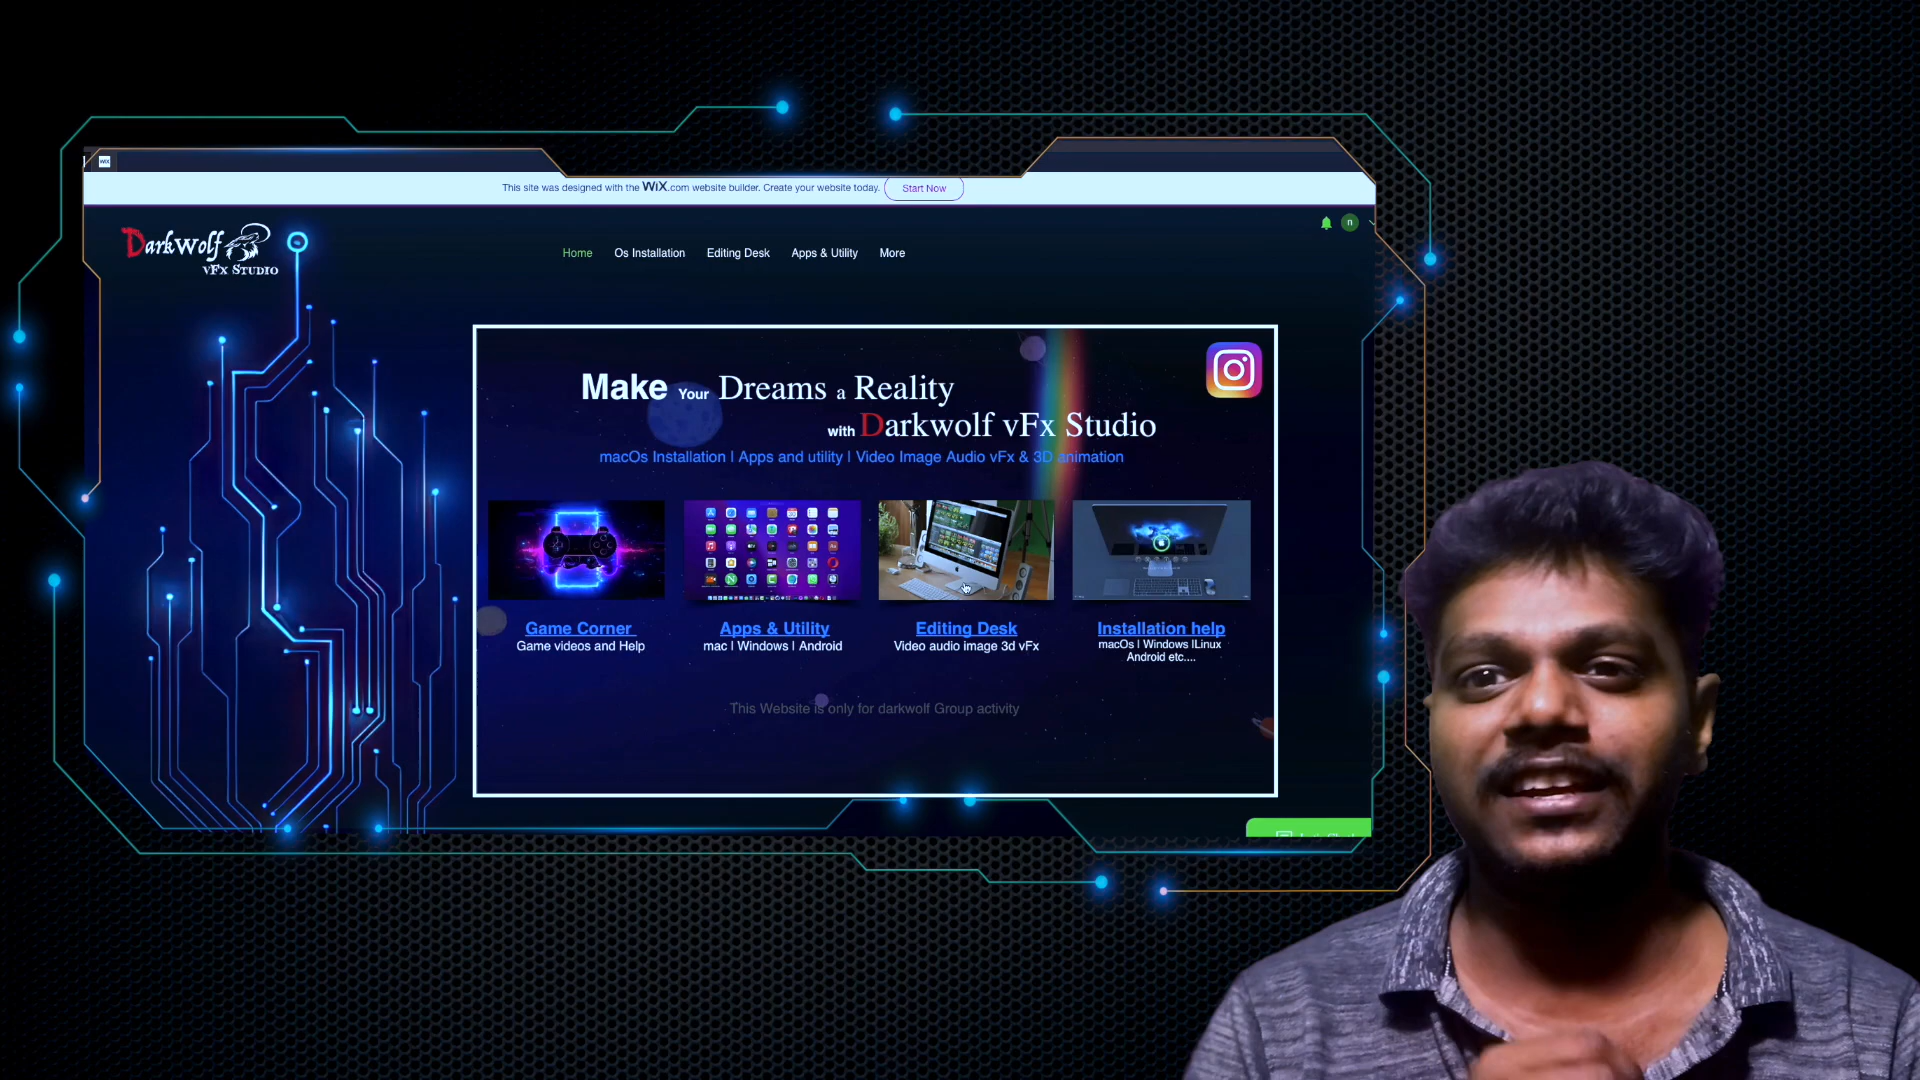 WiX
This site was designed with the WiX.com website builder. Create your website today. Start Now
DarkWolf
vFx Studio
n
Home Os Installation Editing Desk Apps & Utility More
Make Your Dreams a Reality
with Darkwolf vFx Studio
macOs Installation | Apps and utility | Video Image Audio vFx & 3D animation
Game Corner Apps & Utility Editing Desk Installation help
Game videos and Help mac | Windows | Android Video audio image 3d vFx macOs | Windows |Linux
Android etc....
This Website is only for darkwolf Group activity